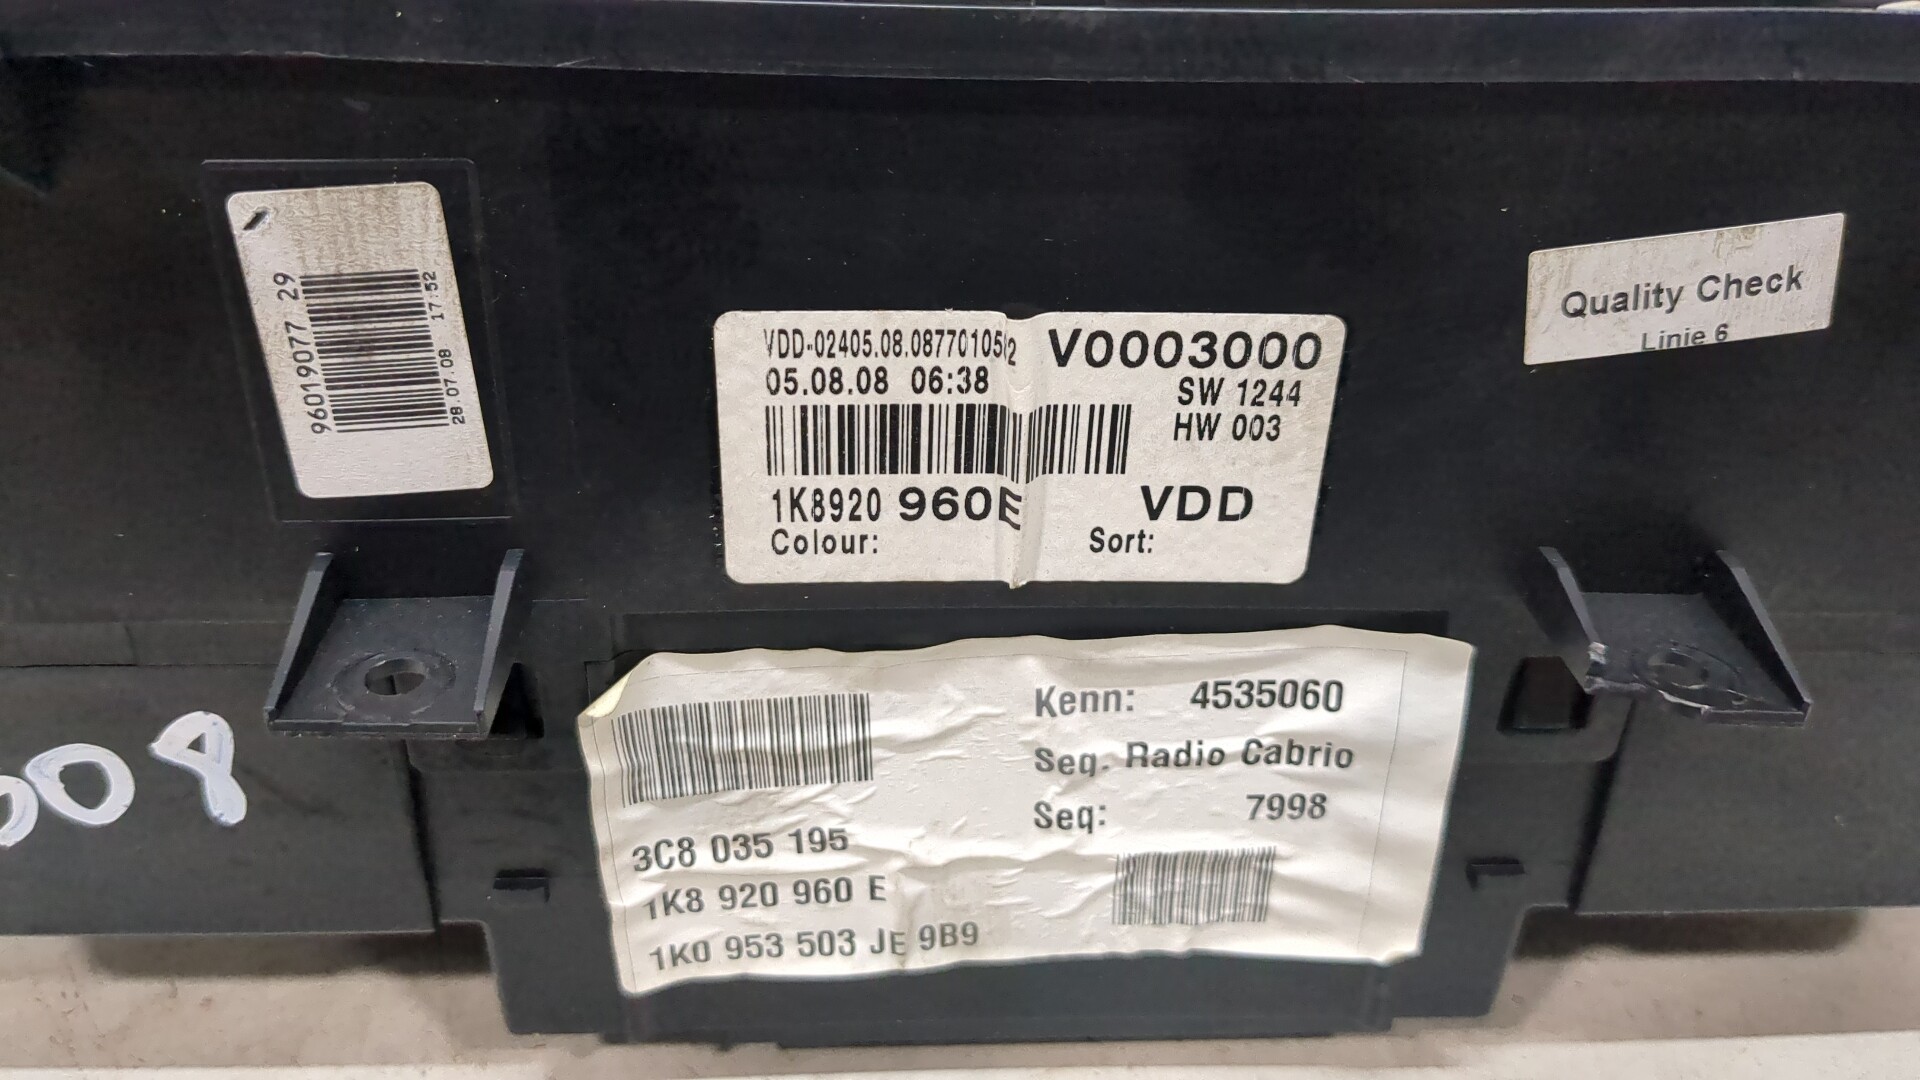 96019077 29
28.07.08 17:52
VDD-02405.08.0877010
05.08.08 06:38
V0003000
SW 1244
HW 003
1K8920 960E
VDD
Colour:
Sort:
Quality Check
Linie 6
Kenn: 4535060
Seq. Radio Cabrio
Seq: 7998
3C8 035 195
1K8 920 960 E
1K0 953 503 JE 9B9